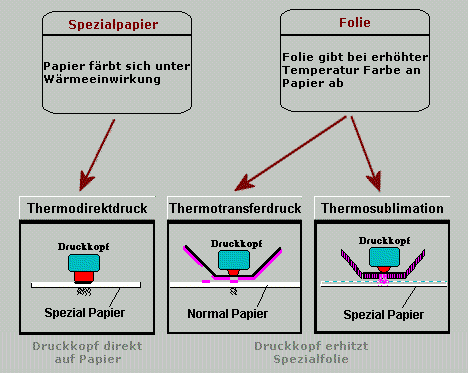 Spezialpapier
Papier färbt sich unter
Wärmeeinwirkung
Folie
Folie gibt bei erhöhter
Temperatur Farbe an
Papier ab
Thermodirektdruck
Druckkopf
Spezial Papier
Thermotransferdruck
Druckkopf
Normal Papier
Thermosublimation
Druckkopf
Spezial Papier
Druckkopf direkt
auf Papier
Druckkopf erhitzt
Spezialfolie